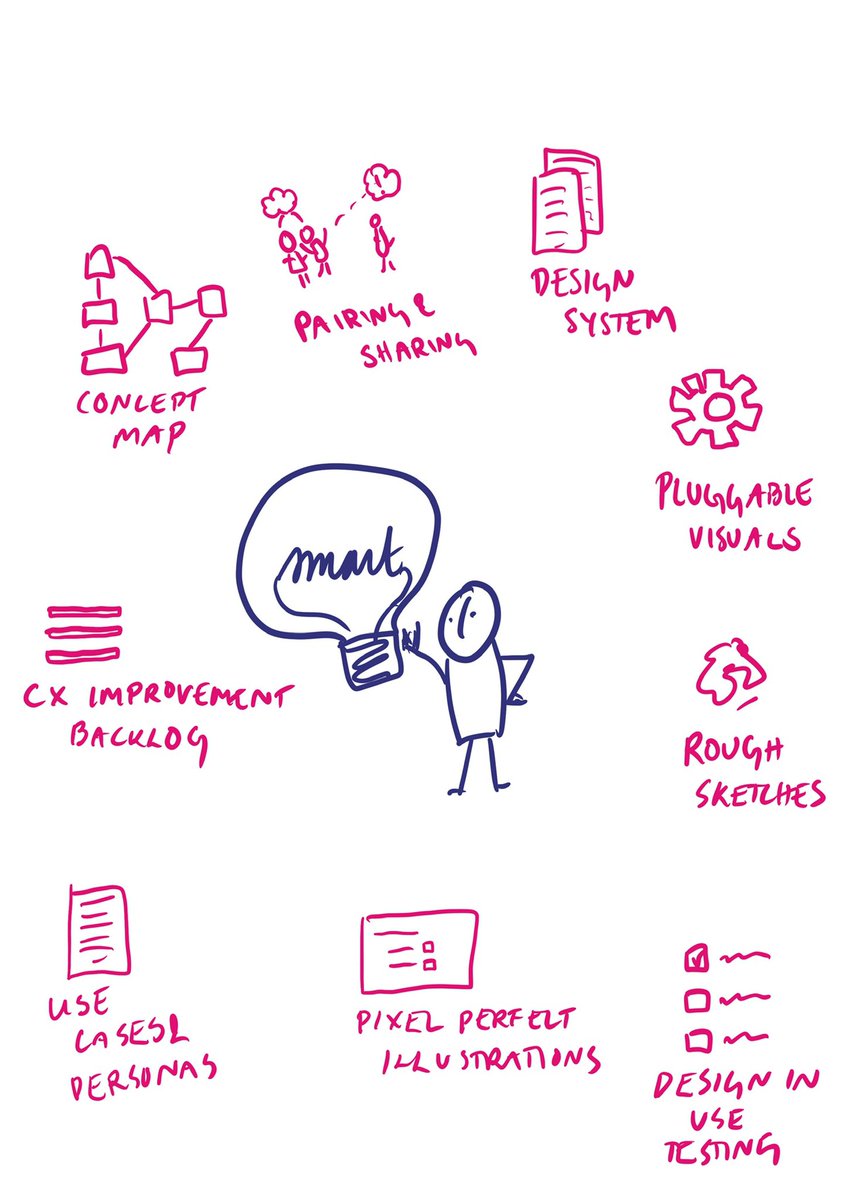 PAIRING &
SHARING
DESIGN
SYSTEM
CONCEPT
MAP
PLUGGABLE
VISUALS
smart
CX IMPROVEMENT
BACKLOG
ROUGH
SKETCHES
USE
CASES &
PERSONAS
PIXEL PERFECT
ILLUSTRATIONS
DESIGN IN
USE
TESTING